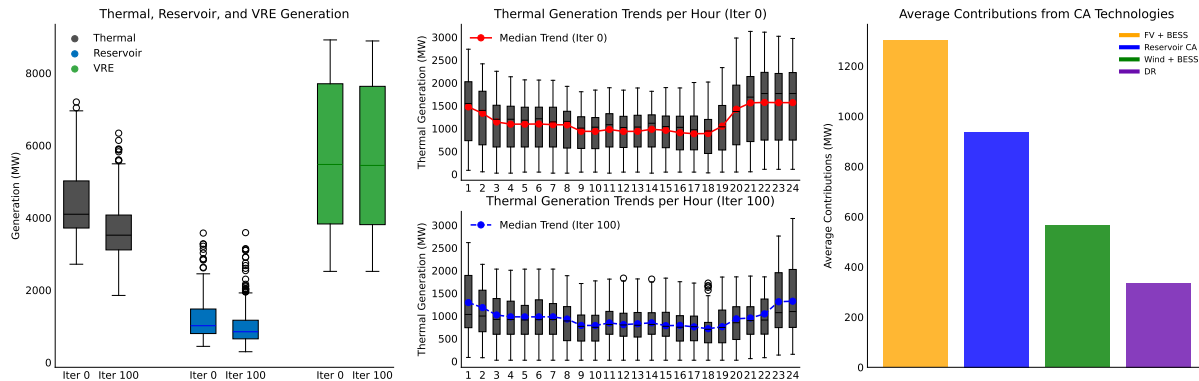 Thermal, Reservoir, and VRE Generation
Generation (MW)
8000
6000
4000
2000
0
Thermal
Reservoir
VRE
Iter 0 Iter 100 Iter 0 Iter 100 Iter 0 Iter 100
Thermal Generation Trends per Hour (Iter 0)
Thermal Generation (MW)
3000
2500
2000
1500
1000
500
0
Median Trend (Iter 0)
1 2 3 4 5 6 7 8 9 10 11 12 13 14 15 16 17 18 19 20 21 22 23 24
Thermal Generation Trends per Hour (Iter 100)
Thermal Generation (MW)
3000
2500
2000
1500
1000
500
0
Median Trend (Iter 100)
1 2 3 4 5 6 7 8 9 10 11 12 13 14 15 16 17 18 19 20 21 22 23 24
Average Contributions from CA Technologies
Average Contributions (MW)
1200
1000
800
600
400
200
0
FV + BESS
Reservoir CA
Wind + BESS
DR